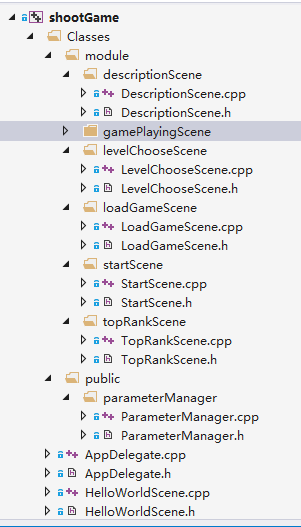 shootGame
Classes
module
descriptionScene
DescriptionScene.cpp
DescriptionScene.h
gamePlayingScene
levelChooseScene
LevelChooseScene.cpp
LevelChooseScene.h
loadGameScene
LoadGameScene.cpp
LoadGameScene.h
startScene
StartScene.cpp
StartScene.h
topRankScene
TopRankScene.cpp
TopRankScene.h
public
parameterManager
ParameterManager.cpp
ParameterManager.h
AppDelegate.cpp
AppDelegate.h
HelloWorldScene.cpp
HelloWorldScene.h